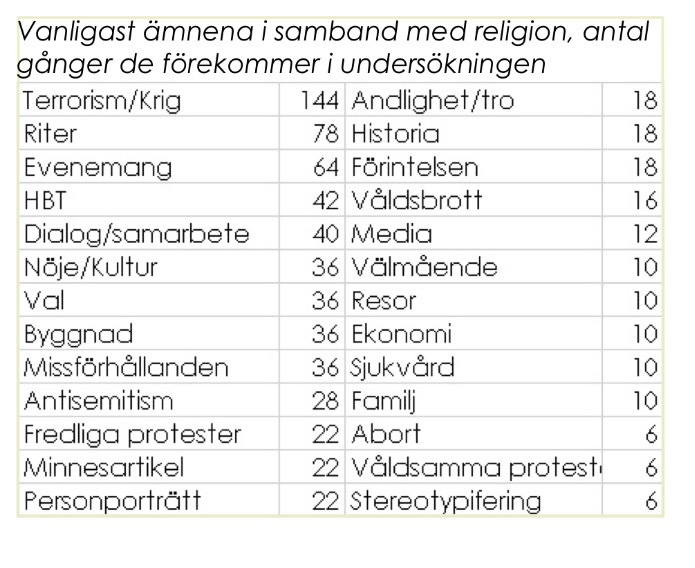 Vanligast ämnena i samband med religion, antal
gånger de förekommer i undersökningen
Terrorism/Krig 144 Andlighet/tro 18
Riter 78 Historia 18
Evenemang 64 Förintelsen 18
HBT 42 Våldsbrott 16
Dialog/samarbete 40 Media 12
Nöje/Kultur 36 Välmående 10
Val 36 Resor 10
Byggnad 36 Ekonomi 10
Missförhållanden 36 Sjukvård 10
Antisemitism 28 Familj 10
Fredliga protester 22 Abort 6
Minnesartikel 22 Våldsamma protest 6
Personporträtt 22 Stereotypifering 6